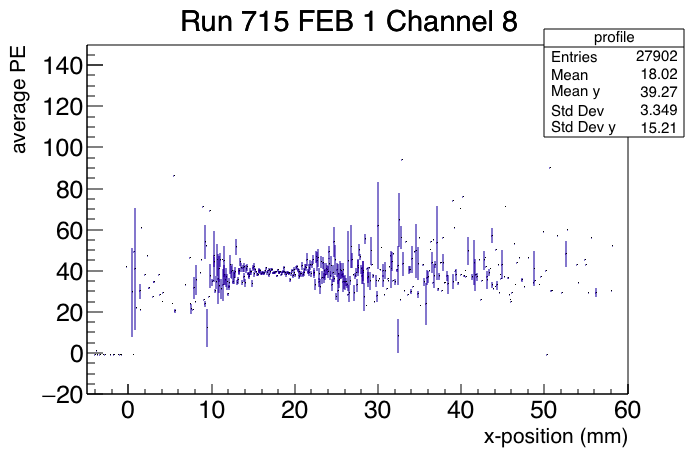 Run 715 FEB 1 Channel 8
profile
Entries 27902
Mean 18.02
Mean y 39.27
Std Dev 3.349
Std Dev y 15.21
average PE
140
120
100
80
60
40
20
0
−20
0 10 20 30 40 50 60
x-position (mm)